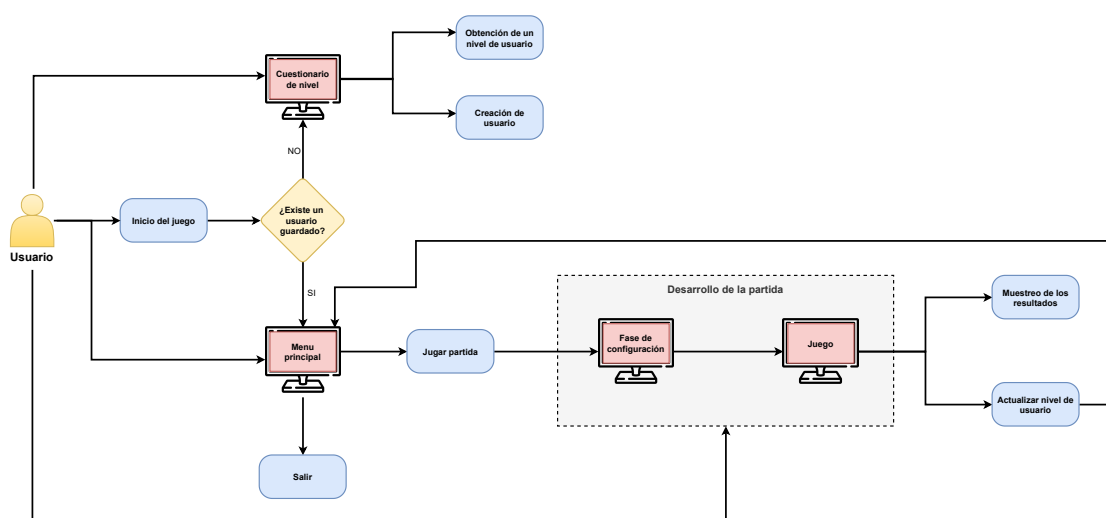 Obtención de un
nivel de usuario
Cuestionario
de nivel
Creación de
usuario
NO
¿Existe un
usuario
guardado?
Inicio del juego
Usuario
SI
Desarrollo de la partida
Muestreo de los
resultados
Menu
principal
Jugar partida
Fase de
configuración
Juego
Actualizar nivel de
usuario
Salir